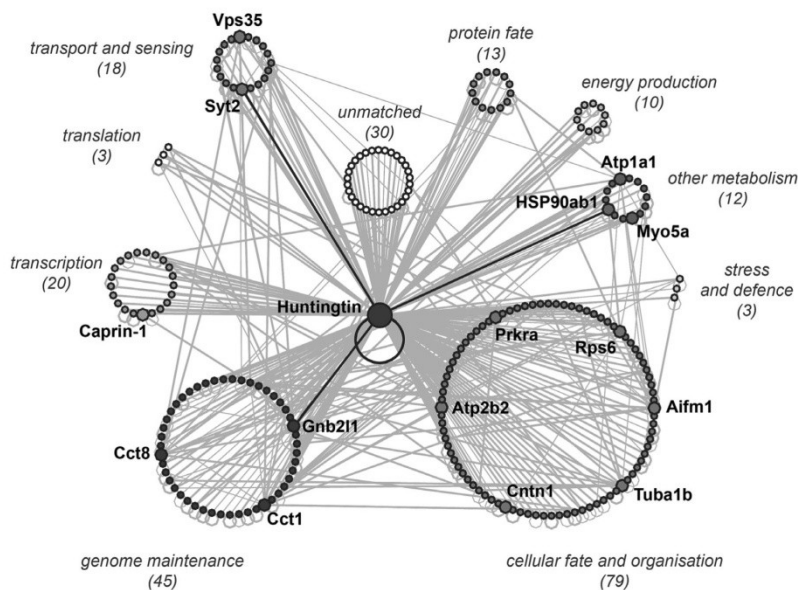 Vps35
transport and sensing
(18)
Syt2
protein fate
(13)
energy production
(10)
unmatched
(30)
translation
(3)
Atp1a1
HSP90ab1
other metabolism
(12)
Myo5a
transcription
(20)
Caprin-1
Huntingtin
stress
and defence
(3)
Prkra
Rps6
Atp2b2
Aifm1
Gnb2l1
Cct8
Cct1
Cntn1
Tuba1b
genome maintenance
(45)
cellular fate and organisation
(79)